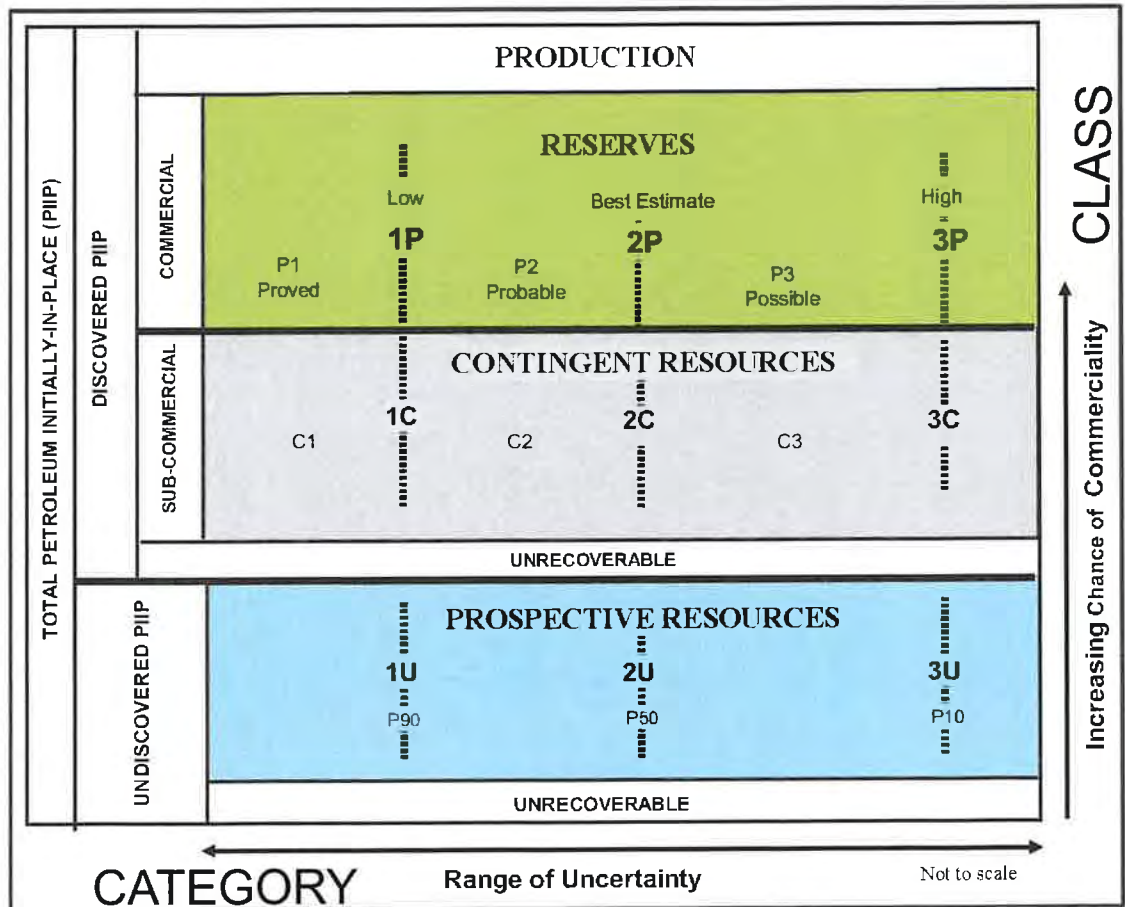 TOTAL PETROLEUM INITIALLY-IN-PLACE (PIIP)
DISCOVERED PIIP
PRODUCTION
COMMERCIAL
RESERVES
Low
Best Estimate
High
1P
2P
3P
P1
Proved
P2
Probable
P3
Possible
SUB-COMMERCIAL
CONTINGENT RESOURCES
1C
2C
3C
C1
C2
C3
UNRECOVERABLE
UNDISCOVERED PIIP
PROSPECTIVE RESOURCES
1U
2U
3U
P90
P50
P10
UNRECOVERABLE
CLASS
Increasing Chance of Commerciality
CATEGORY
Range of Uncertainty
Not to scale